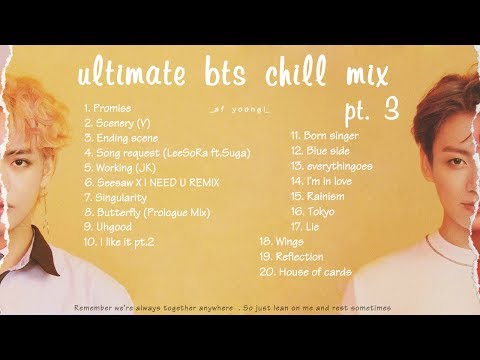 ultimate bts chill mix
pt. 3
_af yoongi_
1. Promise
2. Scenery (V)
3. Ending scene
4. Song request (LeeSoRa ft.Suga)
5. Working (JK)
6. Seesaw X I NEED U REMIX
7. Singularity
8. Butterfly (Prologue Mix)
9. Uhgood
10. I like it pt.2
11. Born singer
12. Blue side
13. everythingoes
14. I'm in love
15. Rainism
16. Tokyo
17. Lie
18. Wings
19. Reflection
20. House of cards
Remember we're always together anywhere . So just lean on me and rest sometimes